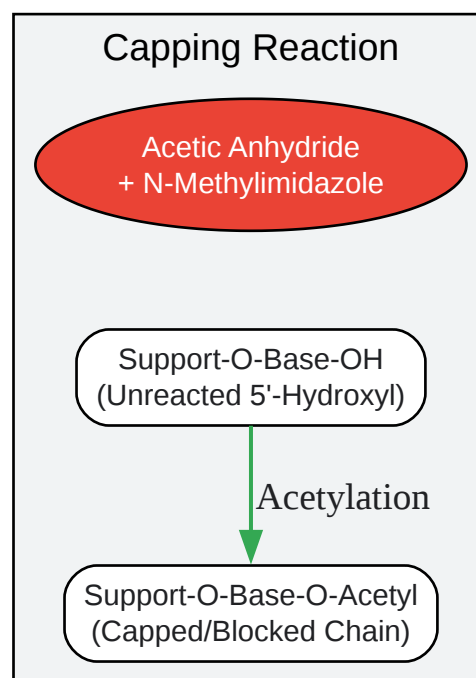 Capping Reaction
Acetic Anhydride
+ N-Methylimidazole
Support-O-Base-OH
(Unreacted 5'-Hydroxyl)
Acetylation
Support-O-Base-O-Acetyl
(Capped/Blocked Chain)